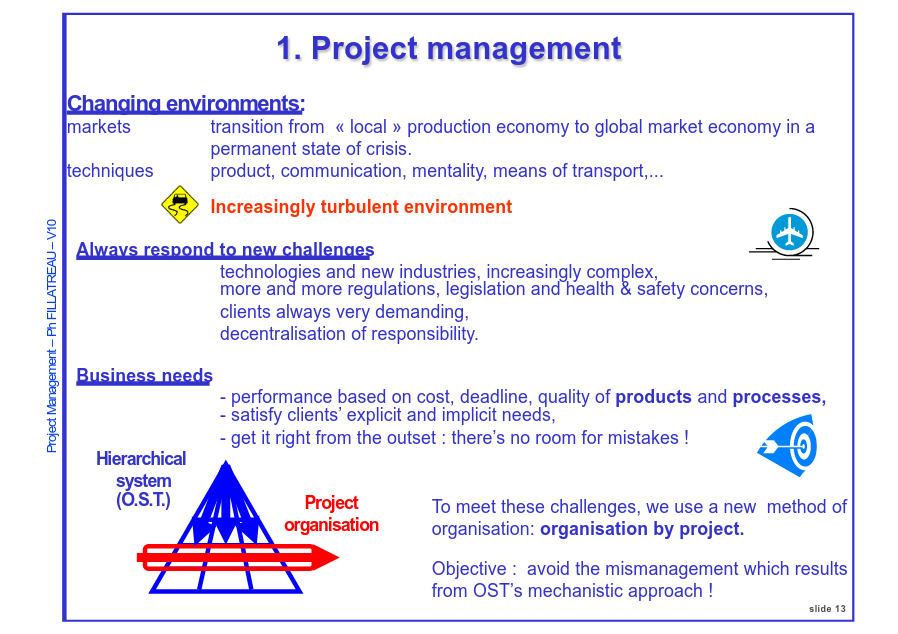 1. Project management
Changing environments:
markets transition from « local » production economy to global market economy in a
permanent state of crisis.
techniques product, communication, mentality, means of transport,...
Increasingly turbulent environment
Always respond to new challenges
technologies and new industries, increasingly complex,
more and more regulations, legislation and health & safety concerns,
clients always very demanding,
decentralisation of responsibility.
Business needs
- performance based on cost, deadline, quality of products and processes,
- satisfy clients’ explicit and implicit needs,
- get it right from the outset : there’s no room for mistakes !
Hierarchical
system
(O.S.T.)
Project
organisation
To meet these challenges, we use a new method of
organisation: organisation by project.
Objective : avoid the mismanagement which results
from OST’s mechanistic approach !
slide 13
Project Management – Ph FILLATREAU – V10